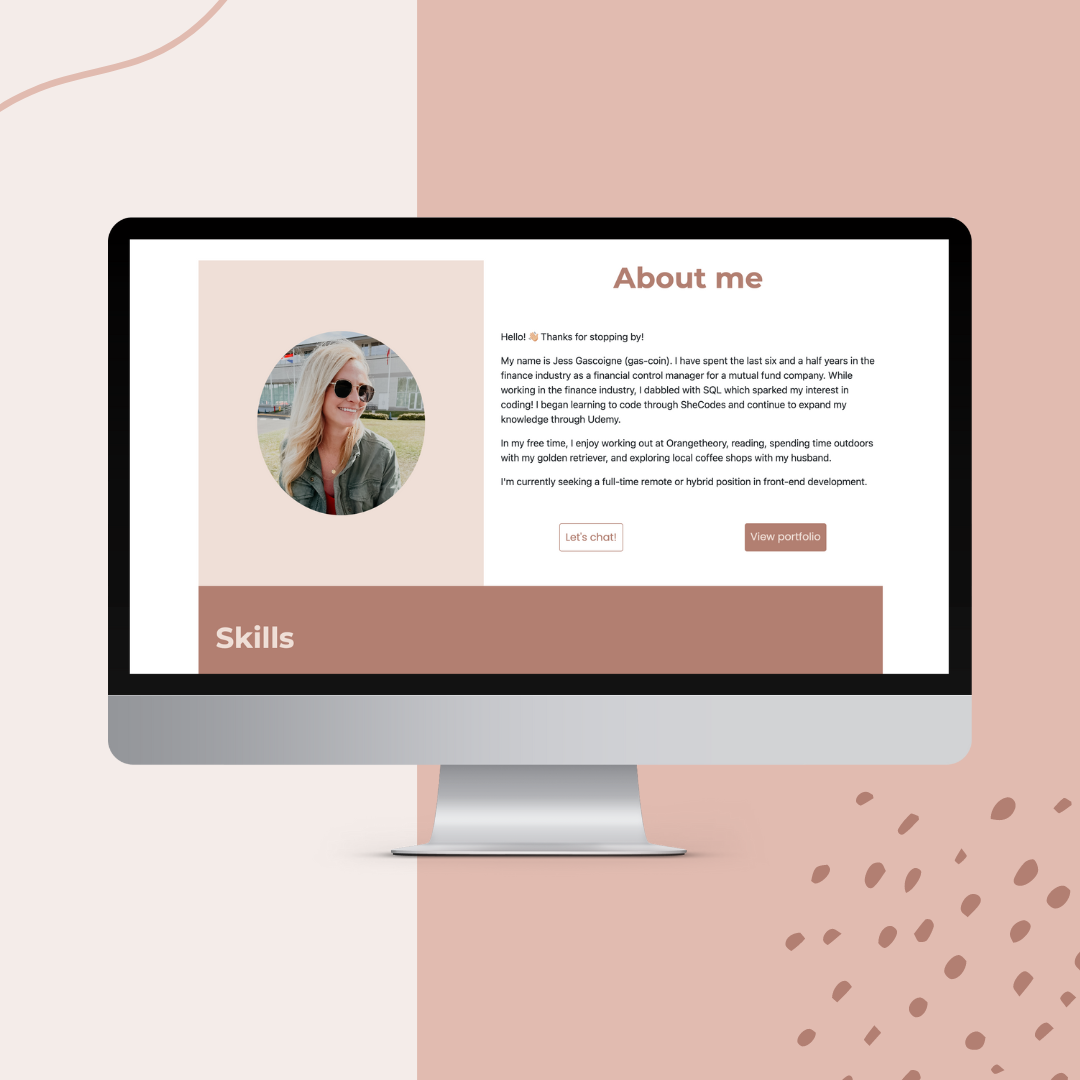 About me
Hello! 👋🏼 Thanks for stopping by!
My name is Jess Gascoigne (gas-coin). I have spent the last six and a half years in the
finance industry as a financial control manager for a mutual fund company. While
working in the finance industry, I dabbled with SQL which sparked my interest in
coding! I began learning to code through SheCodes and continue to expand my
knowledge through Udemy.
In my free time, I enjoy working out at Orangetheory, reading, spending time outdoors
with my golden retriever, and exploring local coffee shops with my husband.
I'm currently seeking a full-time remote or hybrid position in front-end development.
Let's chat!
View portfolio
Skills